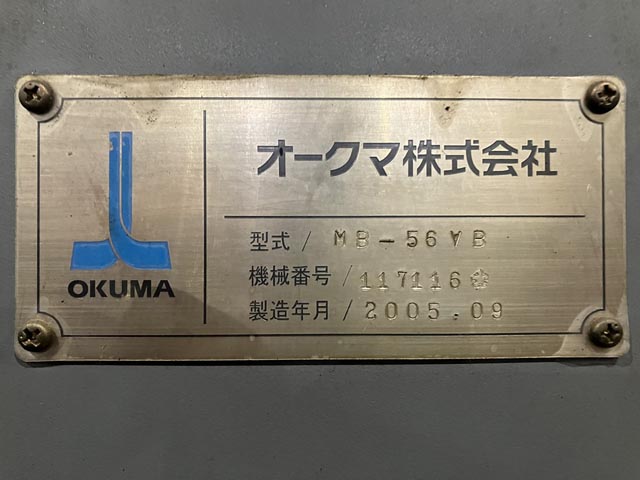 オークマ株式会社
OKUMA
型式 / MB-56VB
機械番号 / 117116
製造年月 / 2005.09